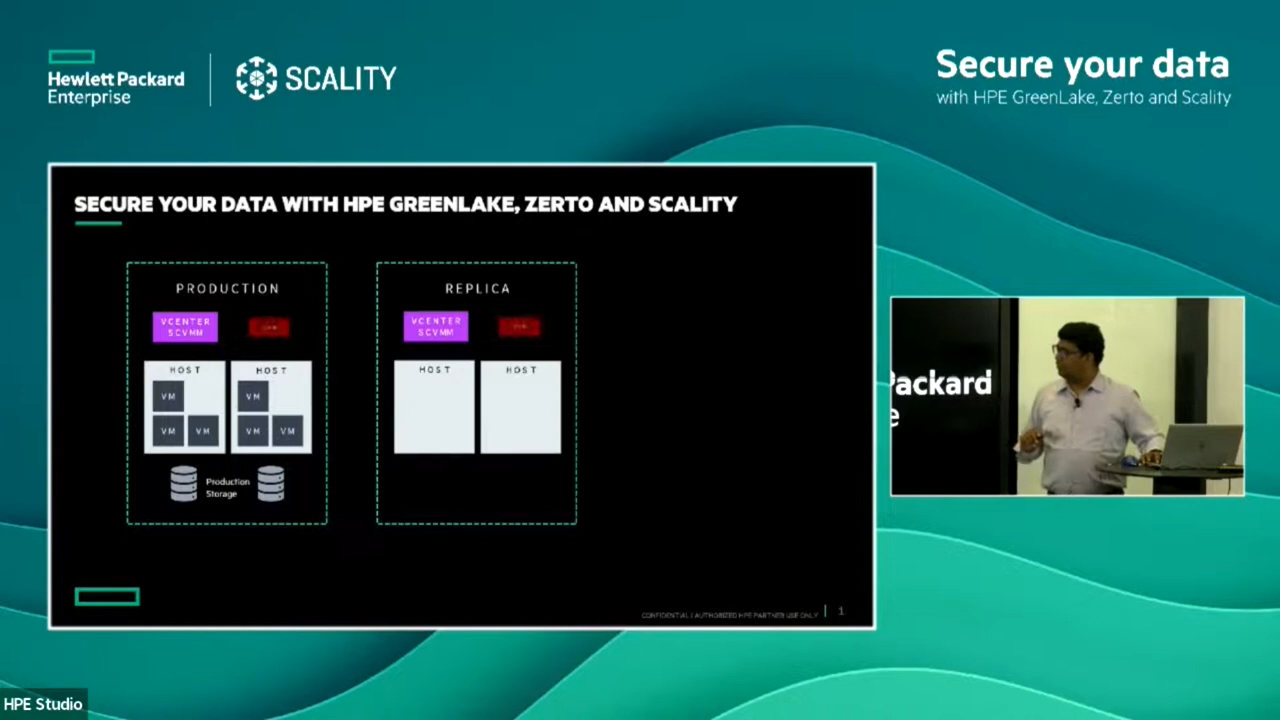 Hewlett Packard
Enterprise
SCALITY
Secure your data
with HPE GreenLake, Zerto and Scality
SECURE YOUR DATA WITH HPE GREENLAKE, ZERTO AND SCALITY
PRODUCTION
VCENTER
SCVMM
HOST
HOST
VM
VM
VM
VM
VM
VM
Production
Storage
REPLICA
VCENTER
SCVMM
HOST
HOST
CONFIDENTIAL | AUTHORIZED HPE PARTNER USE ONLY
1
Packard
e
HPE Studio